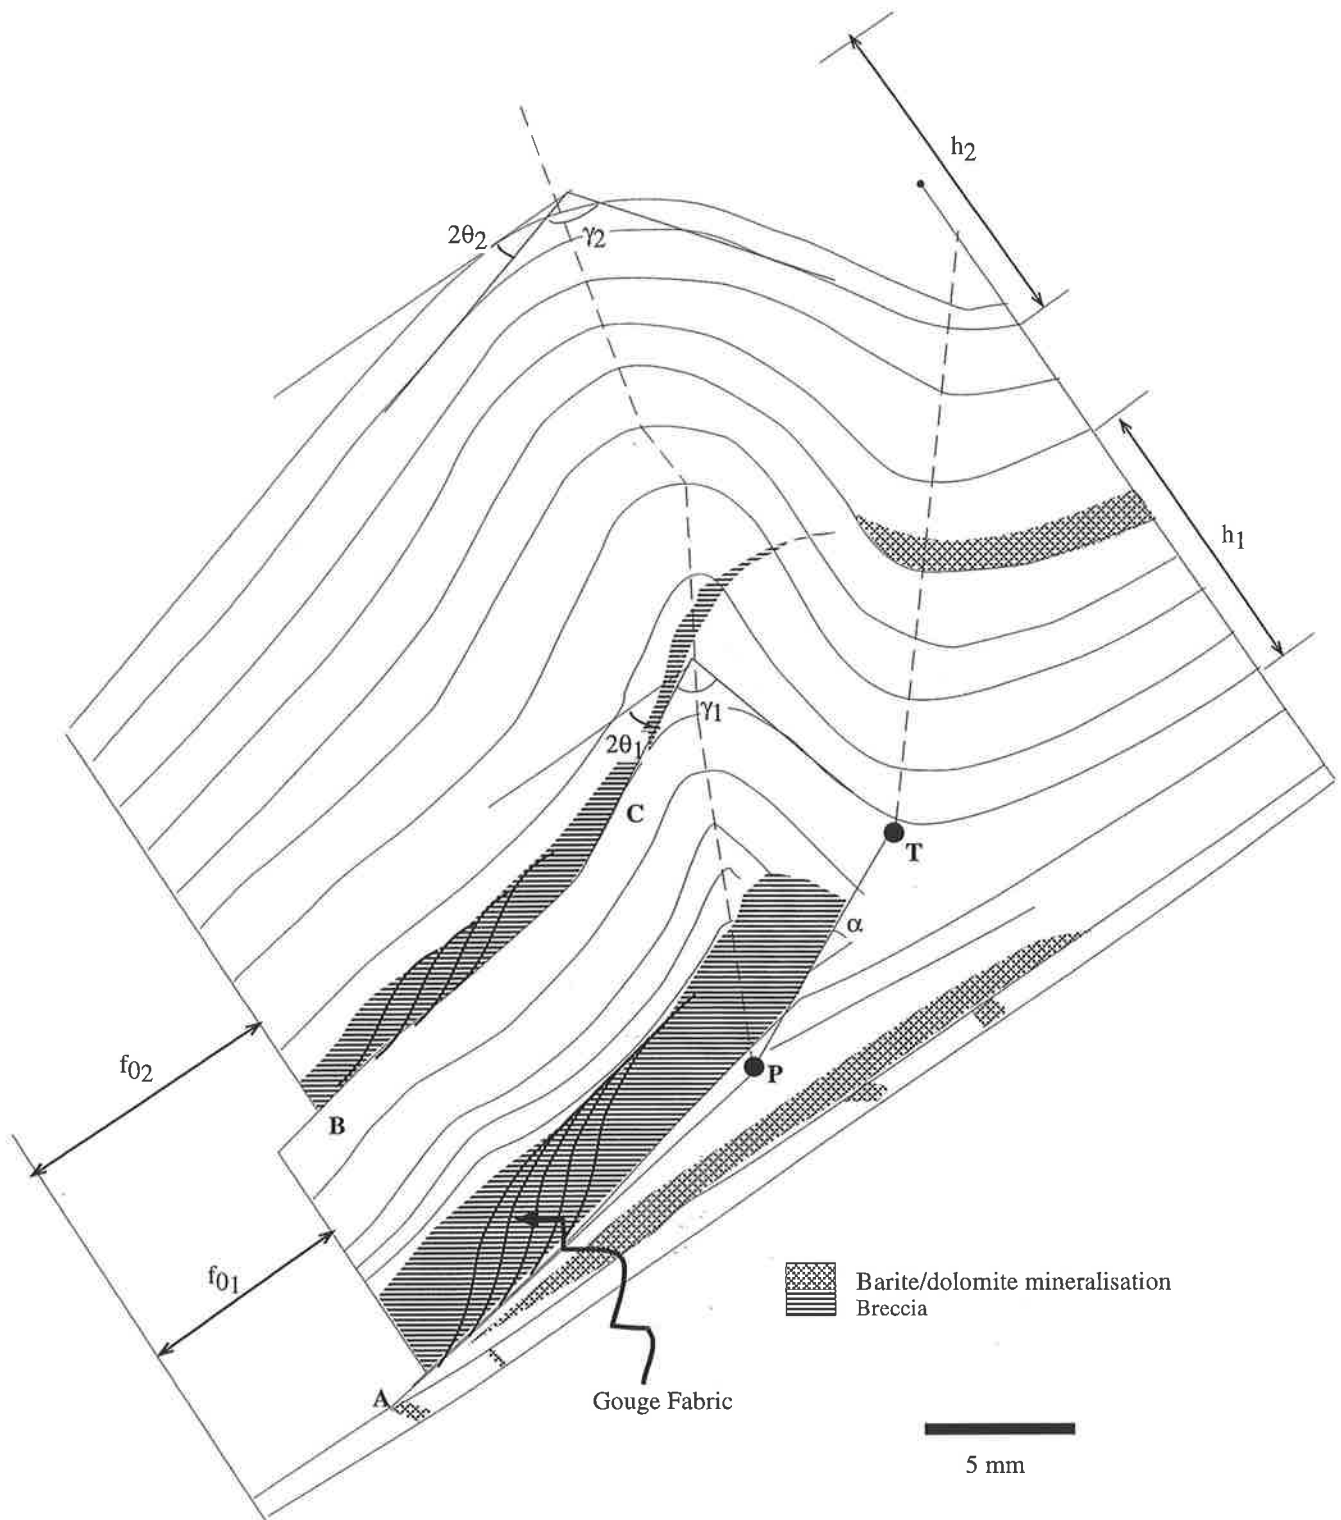 h₂
2θ₂
γ₂
h₁
γ₁
2θ₁
C
T
α
f₀₂
P
B
f₀₁
Barite/dolomite mineralisation
Breccia
A
Gouge Fabric
5 mm